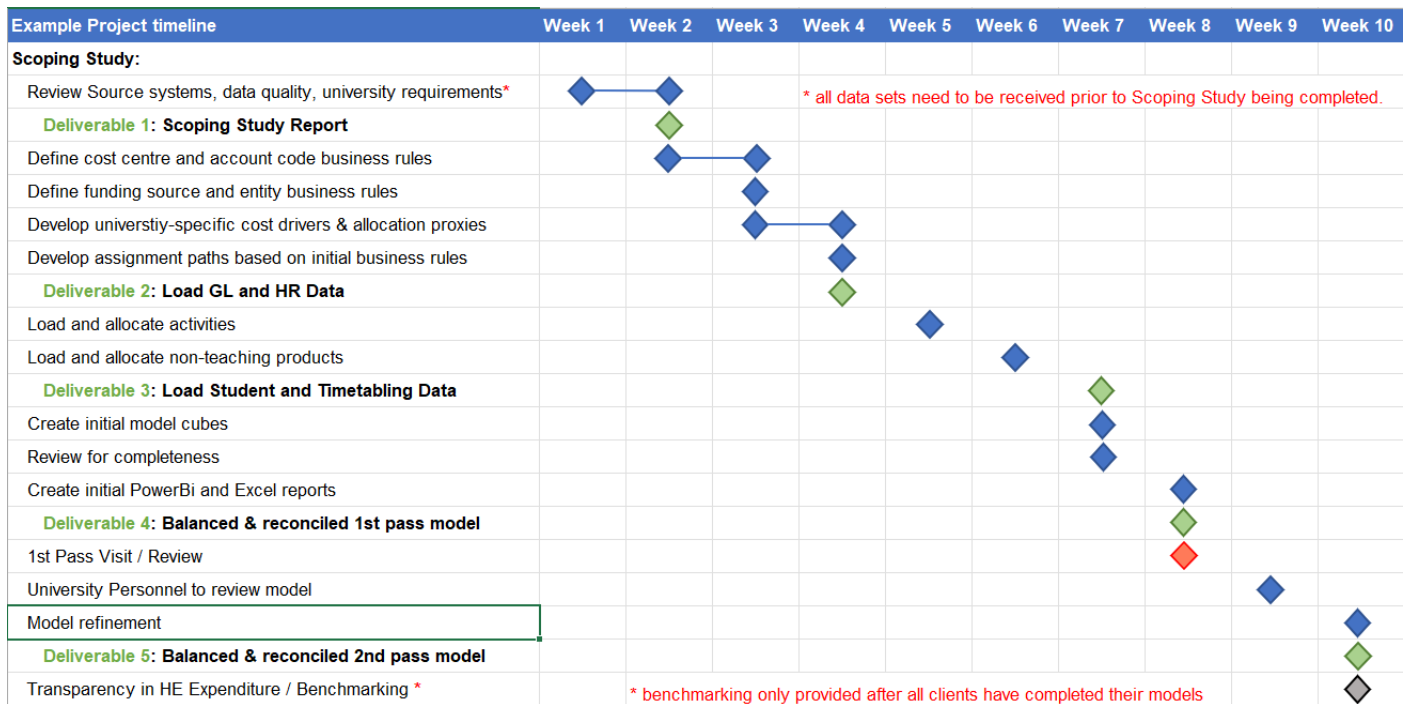 Example Project timeline Week 1 Week 2 Week 3 Week 4 Week 5 Week 6 Week 7 Week 8 Week 9 Week 10
Scoping Study:
Review Source systems, data quality, university requirements* * all data sets need to be received prior to Scoping Study being completed.
Deliverable 1: Scoping Study Report
Define cost centre and account code business rules
Define funding source and entity business rules
Develop universtiy-specific cost drivers & allocation proxies
Develop assignment paths based on initial business rules
Deliverable 2: Load GL and HR Data
Load and allocate activities
Load and allocate non-teaching products
Deliverable 3: Load Student and Timetabling Data
Create initial model cubes
Review for completeness
Create initial PowerBi and Excel reports
Deliverable 4: Balanced & reconciled 1st pass model
1st Pass Visit / Review
University Personnel to review model
Model refinement
Deliverable 5: Balanced & reconciled 2nd pass model
Transparency in HE Expenditure / Benchmarking * * benchmarking only provided after all clients have completed their models